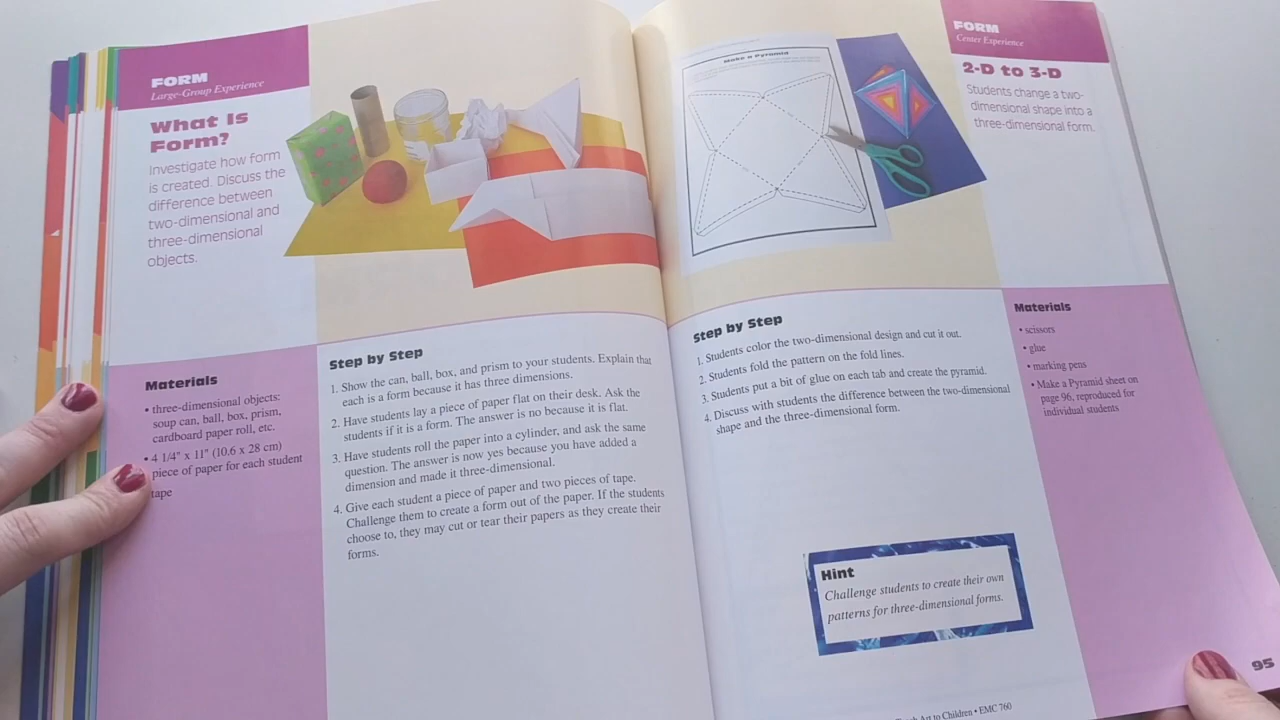 FORM
Large-Group Experience
What Is
Form?
Investigate how form
is created. Discuss the
difference between
two-dimensional and
three-dimensional
objects.
Materials
• three-dimensional objects:
soup can, ball, box, prism,
cardboard paper roll, etc.
• 4 1/4" x 11" (10.6 x 28 cm)
piece of paper for each student
tape
Step by Step
1. Show the can, ball, box, and prism to your students. Explain that
each is a form because it has three dimensions.
2. Have students lay a piece of paper flat on their desk. Ask the
students if it is a form. The answer is no because it is flat.
3. Have students roll the paper into a cylinder, and ask the same
question. The answer is now yes because you have added a
dimension and made it three-dimensional.
4. Give each student a piece of paper and two pieces of tape.
Challenge them to create a form out of the paper. If the students
choose to, they may cut or tear their papers as they create their
forms.
Make a Pyramid
FORM
Center Experience
2-D to 3-D
Students change a two-
dimensional shape into a
three-dimensional form.
Step by Step
1. Students color the two-dimensional design and cut it out.
2. Students fold the pattern on the fold lines.
3. Students put a bit of glue on each tab and create the pyramid.
4. Discuss with students the difference between the two-dimensional
shape and the three-dimensional form.
Materials
• scissors
• glue
• marking pens
• Make a Pyramid sheet on
page 96, reproduced for
individual students
Hint
Challenge students to create their own
patterns for three-dimensional forms.
95
Art to Children • EMC 760